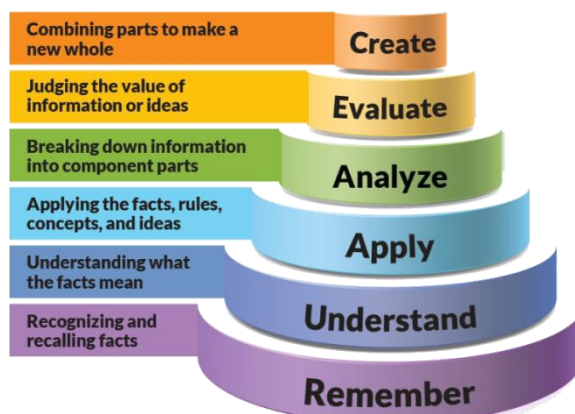 Combining parts to make a
new whole
Create
Judging the value of
information or ideas
Evaluate
Breaking down information
into component parts
Analyze
Applying the facts, rules,
concepts, and ideas
Apply
Understanding what
the facts mean
Understand
Recognizing and
recalling facts
Remember